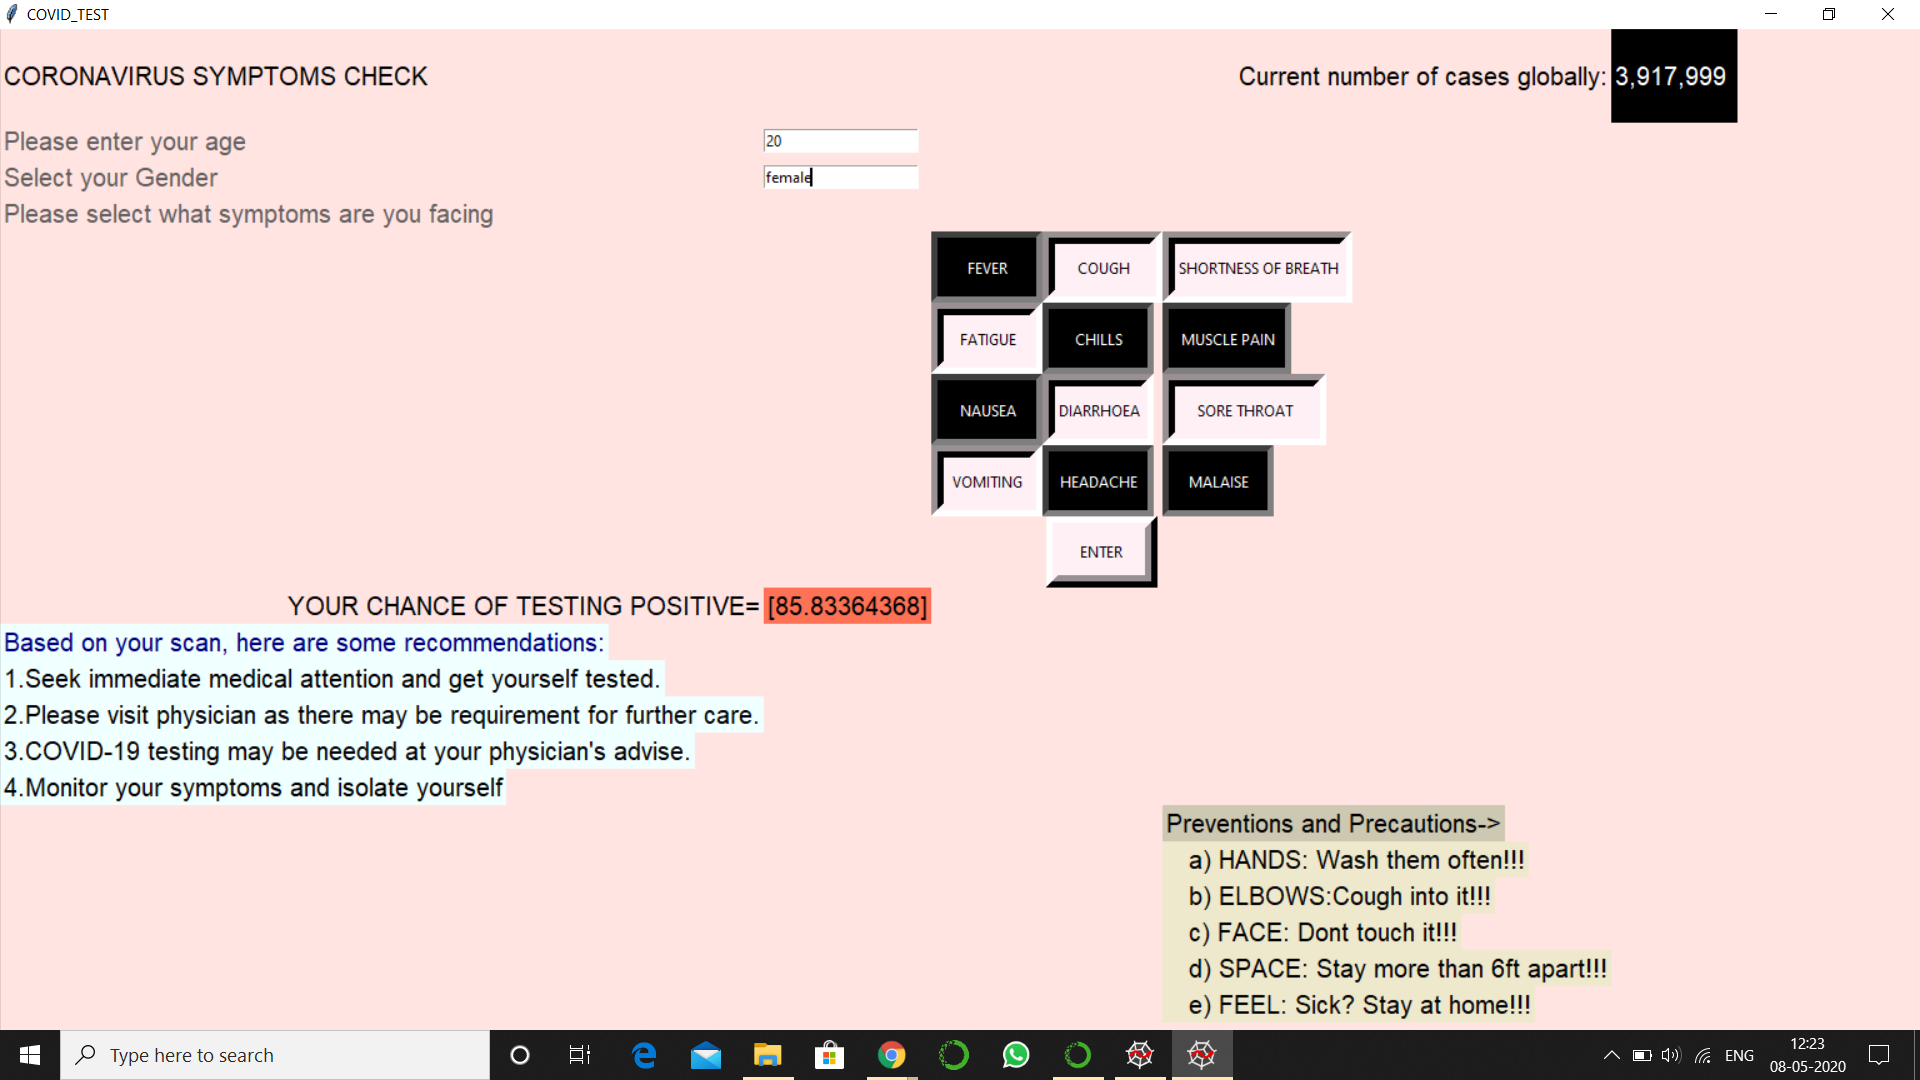 COVID_TEST
CORONAVIRUS SYMPTOMS CHECK
Current number of cases globally: 3,917,999
Please enter your age
20
Select your Gender
female
Please select what symptoms are you facing
FEVER COUGH SHORTNESS OF BREATH
FATIGUE CHILLS MUSCLE PAIN
NAUSEA DIARRHOEA SORE THROAT
VOMITING HEADACHE MALAISE
ENTER
YOUR CHANCE OF TESTING POSITIVE= [85.83364368]
Based on your scan, here are some recommendations:
1.Seek immediate medical attention and get yourself tested.
2.Please visit physician as there may be requirement for further care.
3.COVID-19 testing may be needed at your physician's advise.
4.Monitor your symptoms and isolate yourself
Preventions and Precautions->
a) HANDS: Wash them often!!!
b) ELBOWS:Cough into it!!!
c) FACE: Dont touch it!!!
d) SPACE: Stay more than 6ft apart!!!
e) FEEL: Sick? Stay at home!!!
Type here to search
ENG
12:23
08-05-2020